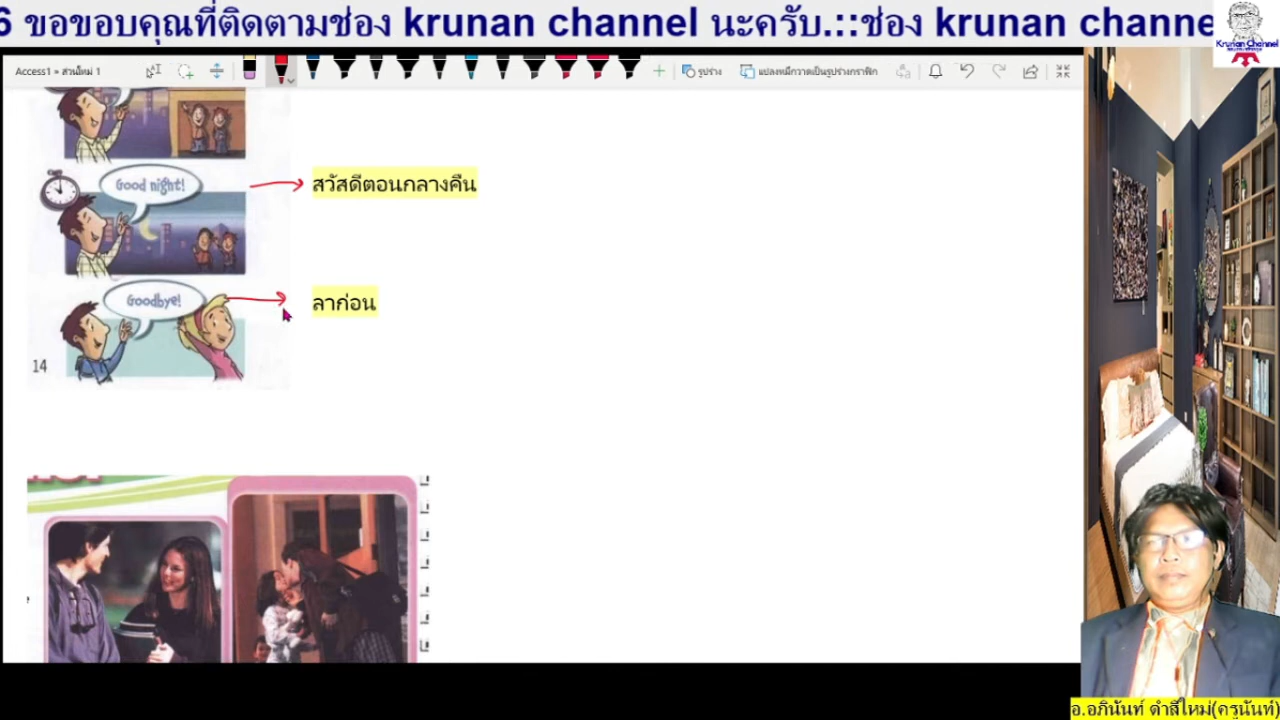 6 ขอขอบคุณที่ติดตามช่อง krunan channel นะครับ.::ช่อง krunan channe
Krunan Channel
Access1 » ส่วนใหม่ 1
รูปร่าง
แปลงหมึกวาดเป็นรูปร่างกราฟิก
Good night!
สวัสดีตอนกลางคืน
Goodbye!
ลาก่อน
14
อ.อภินันท์ ดำสีใหม่(ครูนันท์)